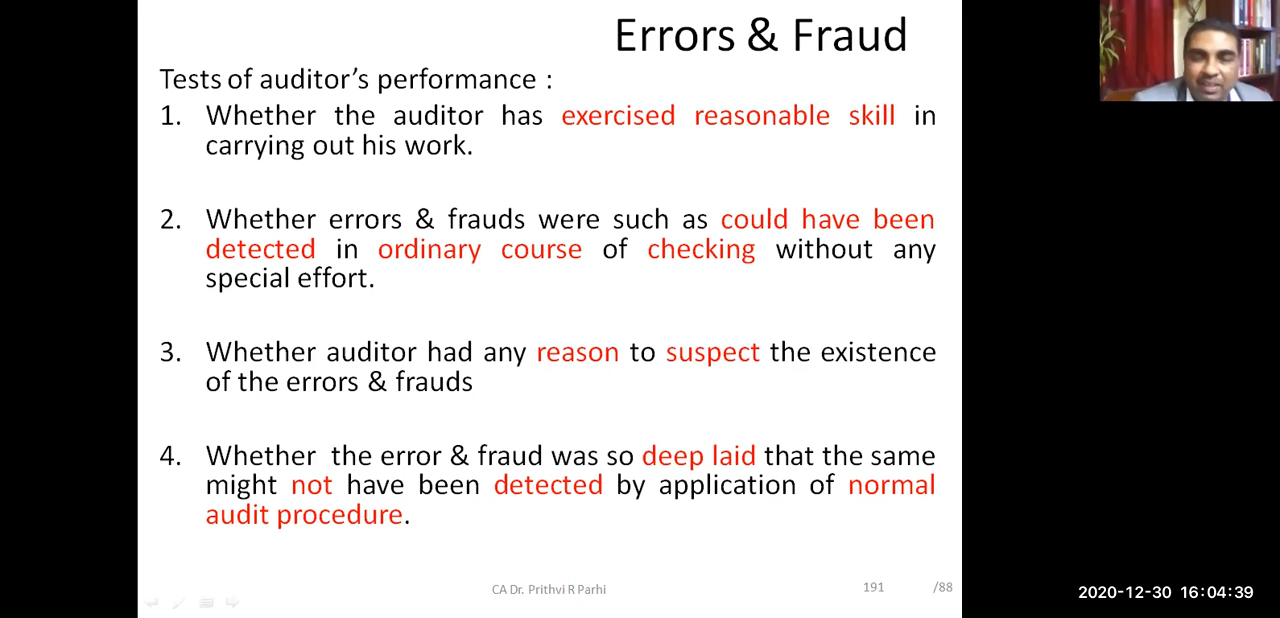 Errors & Fraud
Tests of auditor’s performance :
1. Whether the auditor has exercised reasonable skill in
carrying out his work.
2. Whether errors & frauds were such as could have been
detected in ordinary course of checking without any
special effort.
3. Whether auditor had any reason to suspect the existence
of the errors & frauds
4. Whether the error & fraud was so deep laid that the same
might not have been detected by application of normal
audit procedure.
CA Dr. Prithvi R Parhi
191
/88
2020-12-30 16:04:39